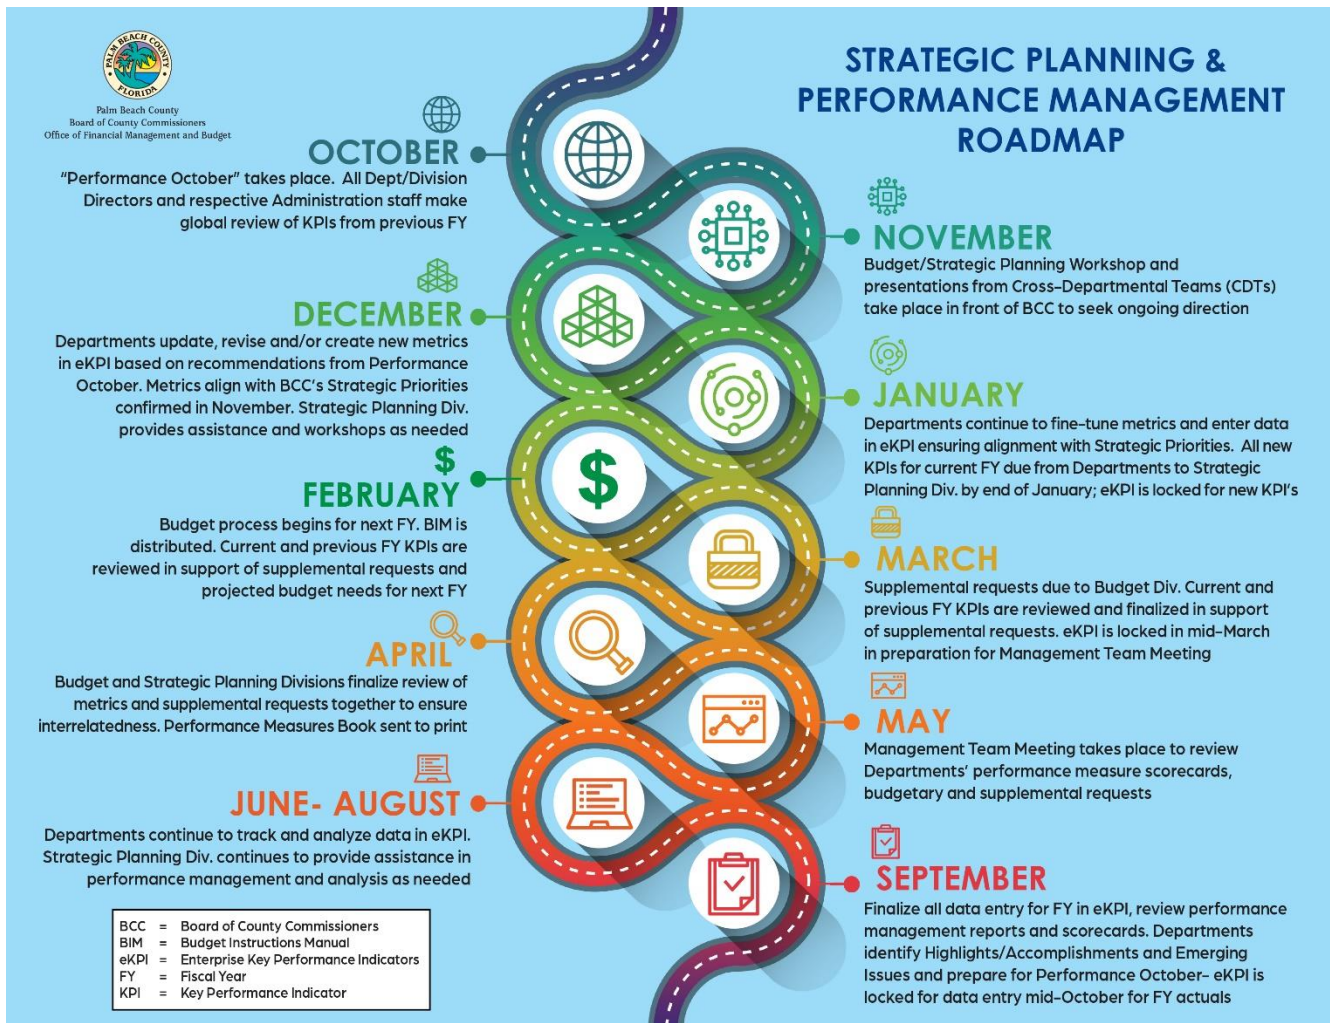 PALM BEACH COUNTY
FLORIDA
Palm Beach County
Board of County Commissioners
Office of Financial Management and Budget
STRATEGIC PLANNING &
PERFORMANCE MANAGEMENT
ROADMAP
OCTOBER
“Performance October” takes place. All Dept/Division
Directors and respective Administration staff make
global review of KPIs from previous FY
NOVEMBER
Budget/Strategic Planning Workshop and
presentations from Cross-Departmental Teams (CDTs)
take place in front of BCC to seek ongoing direction
DECEMBER
Departments update, revise and/or create new metrics
in eKPI based on recommendations from Performance
October. Metrics align with BCC's Strategic Priorities
confirmed in November. Strategic Planning Div.
provides assistance and workshops as needed
JANUARY
Departments continue to fine-tune metrics and enter data
in eKPI ensuring alignment with Strategic Priorities. All new
KPIs for current FY due from Departments to Strategic
Planning Div. by end of January; eKPI is locked for new KPI's
$
$
FEBRUARY
Budget process begins for next FY. BIM is
distributed. Current and previous FY KPIs are
reviewed in support of supplemental requests and
projected budget needs for next FY
MARCH
Supplemental requests due to Budget Div. Current and
previous FY KPIs are reviewed and finalized in support
of supplemental requests. eKPI is locked in mid-March
in preparation for Management Team Meeting
APRIL
Budget and Strategic Planning Divisions finalize review of
metrics and supplemental requests together to ensure
interrelatedness. Performance Measures Book sent to print
MAY
Management Team Meeting takes place to review
Departments' performance measure scorecards,
budgetary and supplemental requests
JUNE- AUGUST
Departments continue to track and analyze data in eKPI.
Strategic Planning Div. continues to provide assistance in
performance management and analysis as needed
SEPTEMBER
Finalize all data entry for FY in eKPI, review performance
management reports and scorecards. Departments
identify Highlights/Accomplishments and Emerging
Issues and prepare for Performance October- eKPI is
locked for data entry mid-October for FY actuals
BCC = Board of County Commissioners
BIM = Budget Instructions Manual
eKPI = Enterprise Key Performance Indicators
FY = Fiscal Year
KPI = Key Performance Indicator